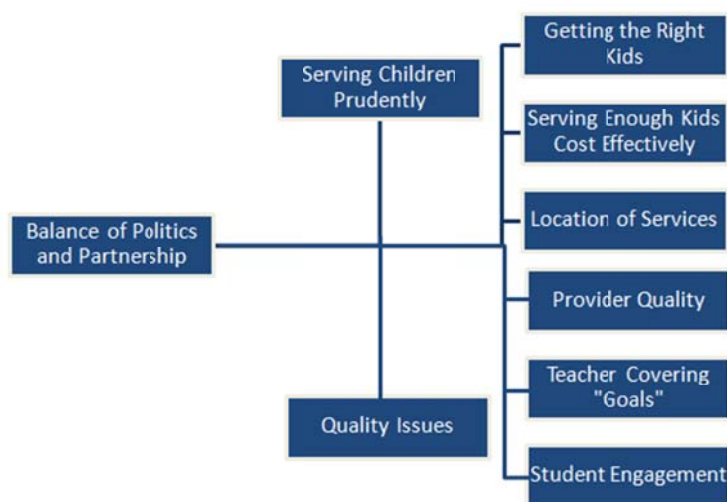 Getting the Right
Kids
Serving Children
Prudently
Serving Enough Kids
Cost Effectively
Balance of Politics
and Partnership
Location of Services
Provider Quality
Teacher Covering
"Goals"
Quality Issues
Student Engagement